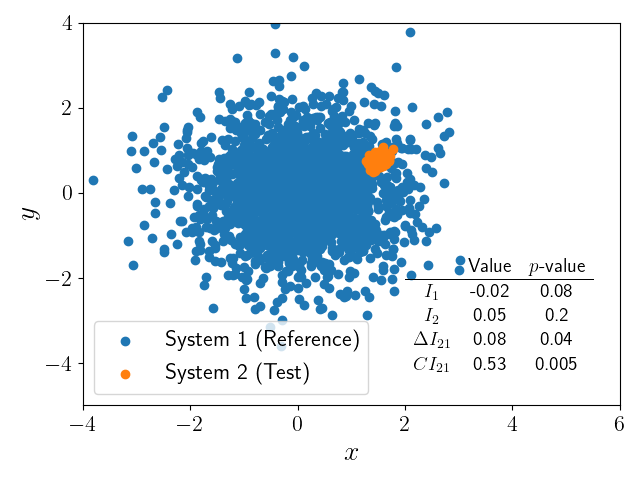 4
2
0
−2
−4
y
Value p-value
I₁ -0.02 0.08
I₂ 0.05 0.2
ΔI₂₁ 0.08 0.04
CI₂₁ 0.53 0.005
System 1 (Reference)
System 2 (Test)
−4 −2 0 2 4 6
x